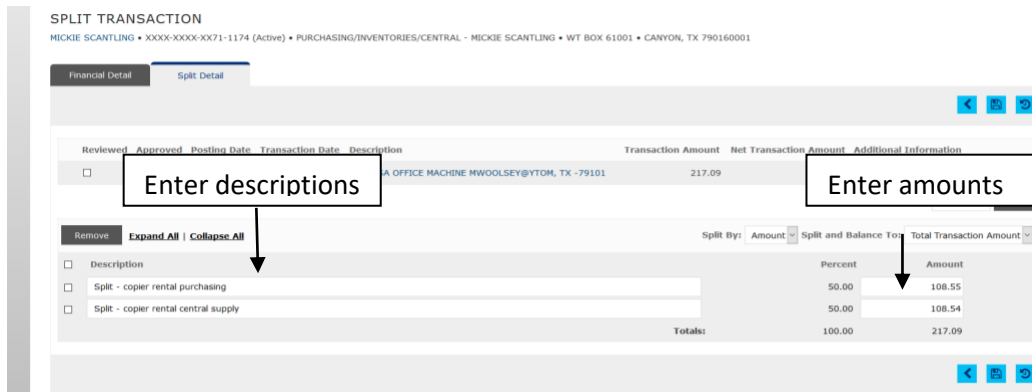 SPLIT TRANSACTION
MICKIE SCANTLING • XXXX-XXXX-XX71-1174 (Active) • PURCHASING/INVENTORIES/CENTRAL - MICKIE SCANTLING • WT BOX 61001 • CANYON, TX 790160001
Financial Detail Split Detail
Reviewed Approved Posting Date Transaction Date Description Transaction Amount Net Transaction Amount Additional Information
OFFICE MACHINE MWOOLSEY@YTOM, TX -79101 217.09
Enter descriptions Enter amounts
Remove Expand All | Collapse All Split By: Amount Split and Balance To: Total Transaction Amount
Description Percent Amount
Split - copier rental purchasing 50.00 108.55
Split - copier rental central supply 50.00 108.54
Totals: 100.00 217.09